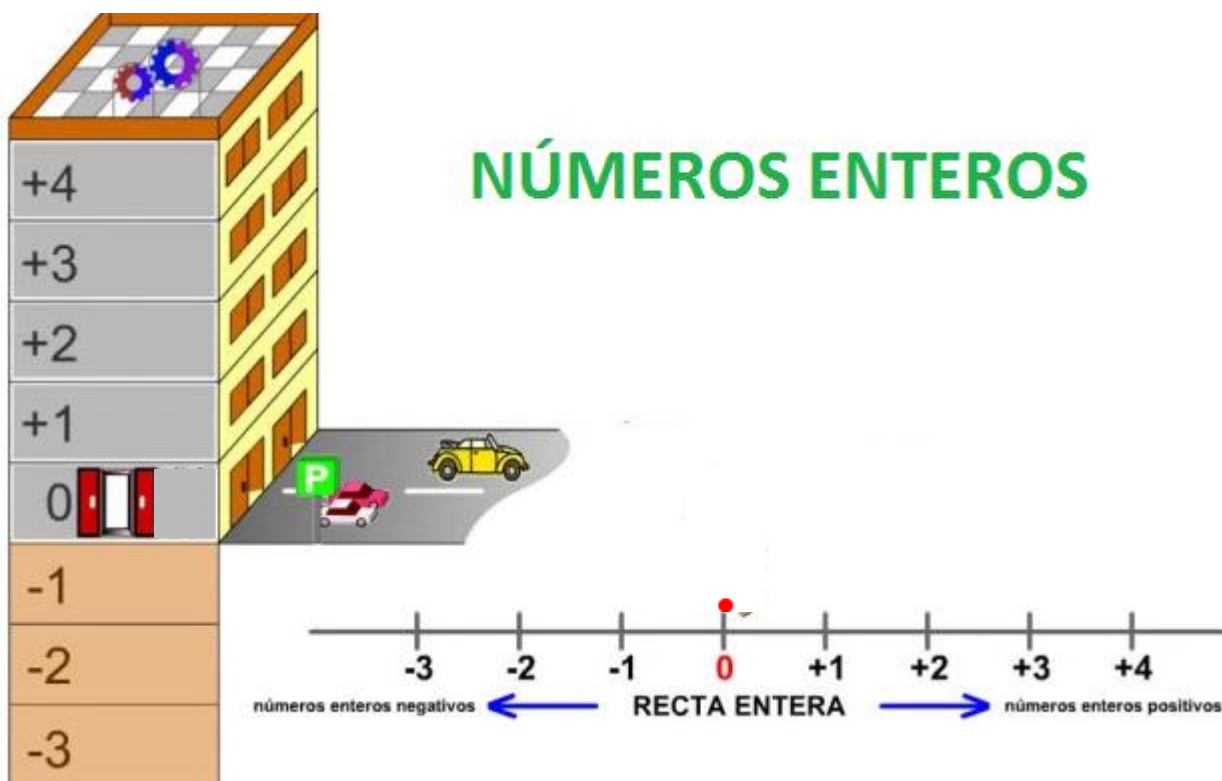 NÚMEROS ENTEROS
+4
+3
+2
+1
0
P
-1
-2
-3
-3 -2 -1 0 +1 +2 +3 +4
números enteros negativos RECTA ENTERA números enteros positivos